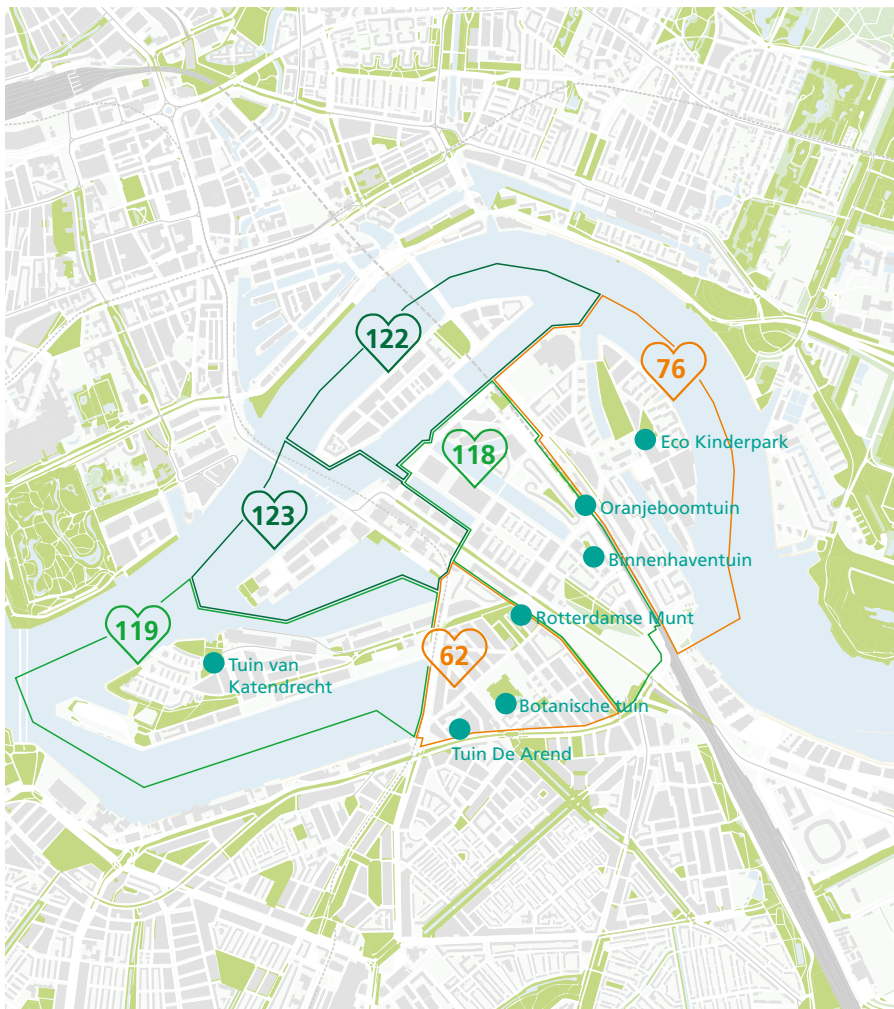 122
76
Eco Kinderpark
118
Oranjeboomtuin
123
Binnenhaventuin
Rotterdamse Munt
119
62
Tuin van
Katendrecht
Botanische tuin
Tuin De Arend